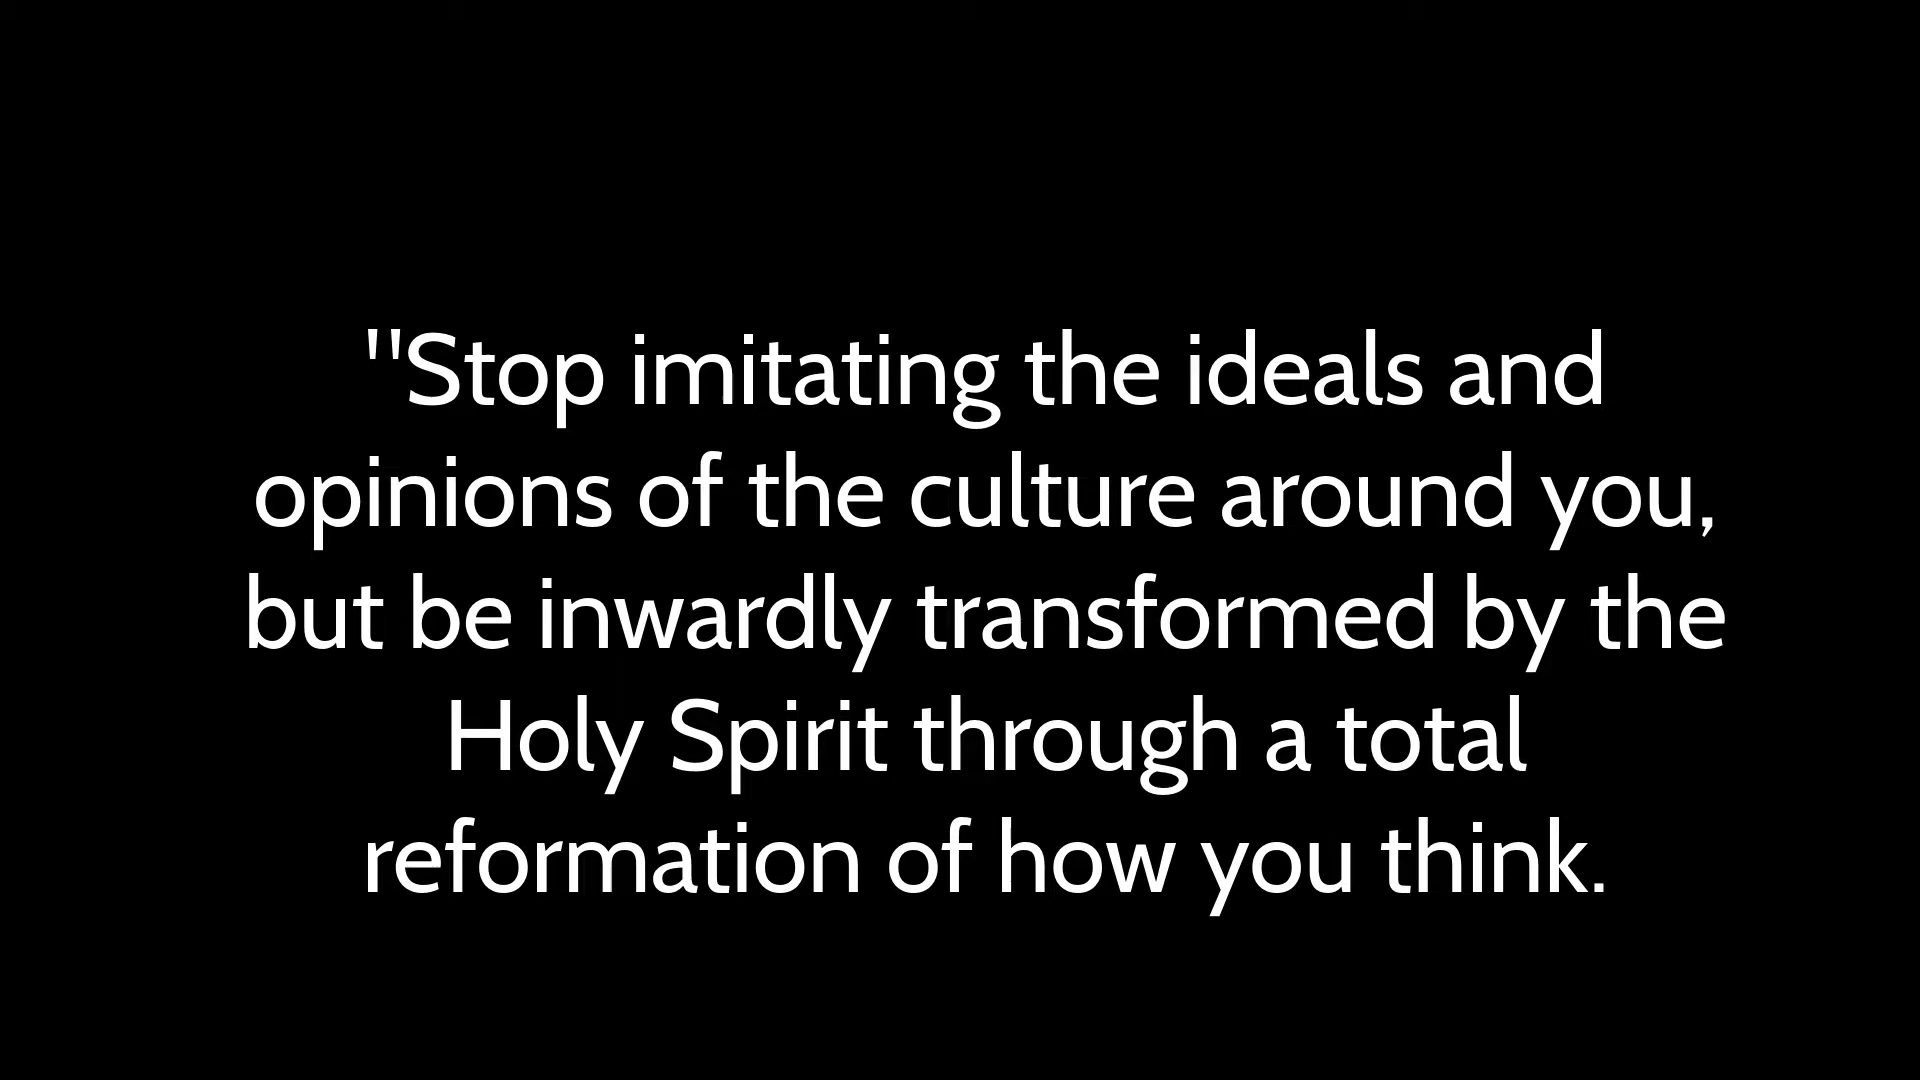 "Stop imitating the ideals and
opinions of the culture around you,
but be inwardly transformed by the
Holy Spirit through a total
reformation of how you think.